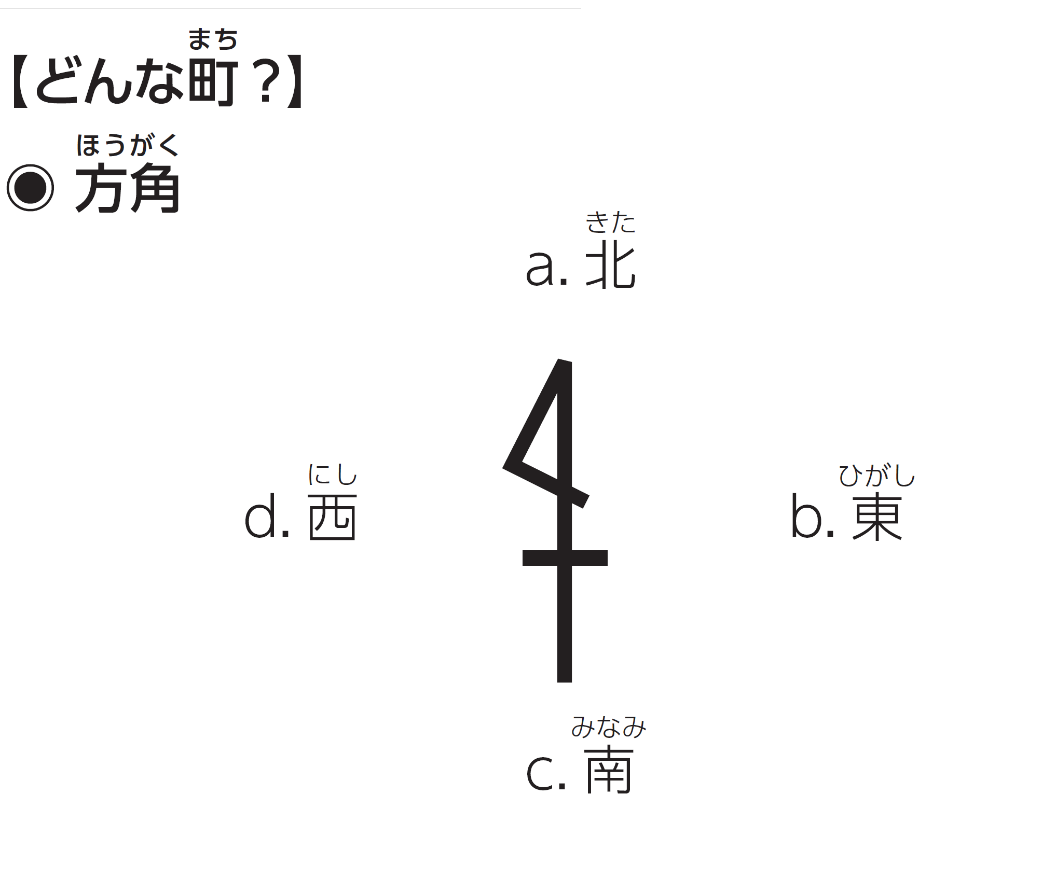 まち
【どんな町？】
ほうがく
◉ 方角
きた
a. 北
にし
d. 西
ひがし
b. 東
みなみ
c. 南